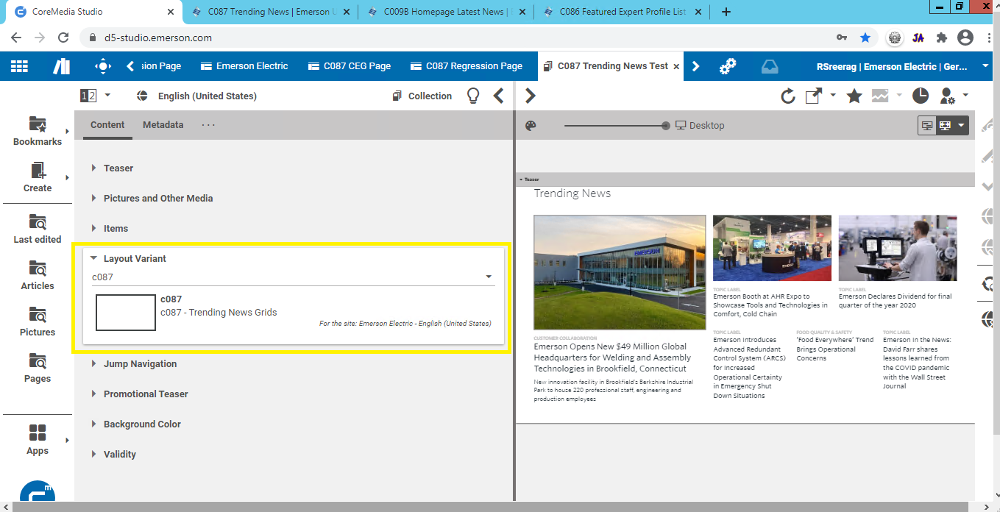 CoreMedia Studio
C087 Trending News | Emerson U
C009B Homepage Latest News |
C086 Featured Expert Profile List
d5-studio.emerson.com
JA
ion Page
Emerson Electric
C087 CEG Page
C087 Regression Page
C087 Trending News Test
RSreerag | Emerson Electric | Ger...
12
English (United States)
Collection
Content
Metadata
...
Desktop
Bookmarks
Create
Last edited
Articles
Pictures
Pages
Apps
Teaser
Pictures and Other Media
Items
Layout Variant
c087
c087
c087 - Trending News Grids
For the site: Emerson Electric - English (United States)
Jump Navigation
Promotional Teaser
Background Color
Validity
Teaser
Trending News
EMERSON
CUSTOMER COLLABORATION
Emerson Opens New $49 Million Global
Headquarters for Welding and Assembly
Technologies in Brookfield, Connecticut
New innovation facility in Brookfield's Berkshire Industrial
Park to house 220 professional staff, engineering and
production employees
TOPIC LABEL
Emerson Booth at AHR Expo to
Showcase Tools and Technologies in
Comfort, Cold Chain
TOPIC LABEL
Emerson Declares Dividend for final
quarter of the year 2020
TOPIC LABEL
Emerson Introduces
Advanced Redundant
Control System (ARCS)
for Increased
Operational Certainty
in Emergency Shut
Down Situations
FOOD QUALITY & SAFETY
'Food Everywhere' Trend
Brings Operational
Concerns
TOPIC LABEL
Emerson In the News:
David Farr shares
lessons learned from
the COVID pandemic
with the Wall Street
Journal